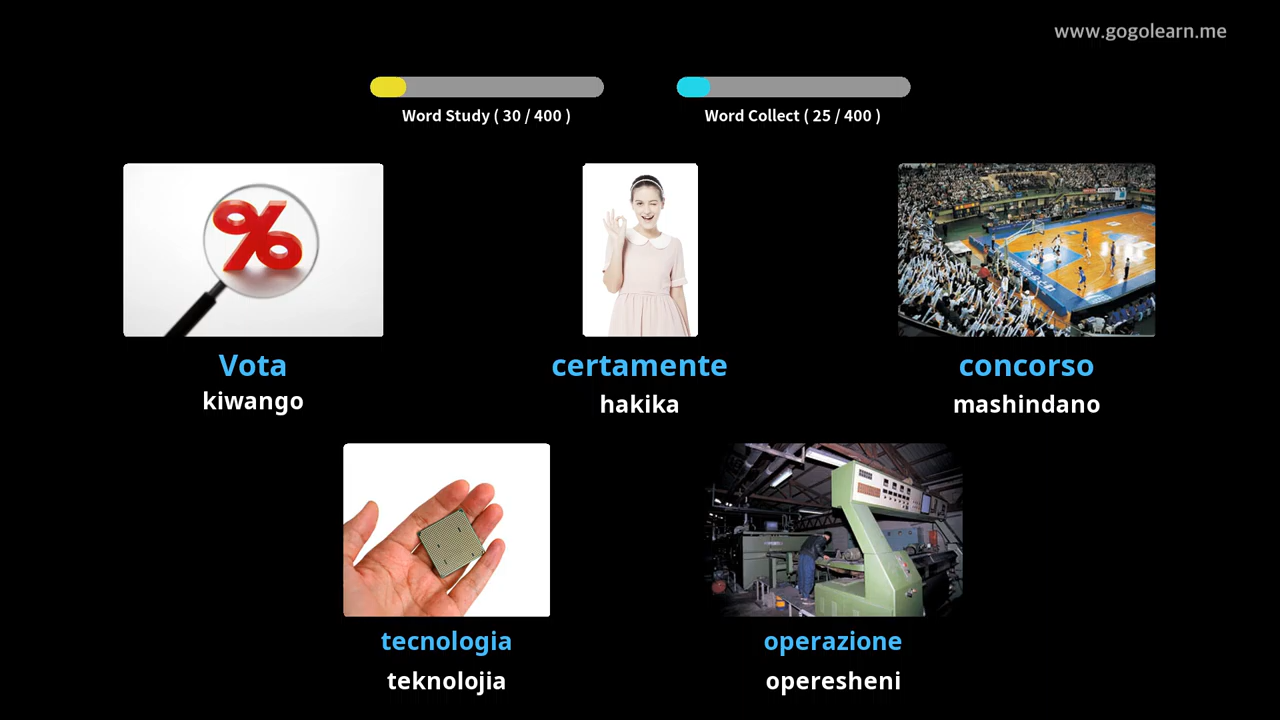 www.gogolearn.me
Word Study ( 30 / 400 )
Word Collect ( 25 / 400 )
Vota
kiwango
certamente
hakika
concorso
mashindano
tecnologia
teknolojia
operazione
operesheni